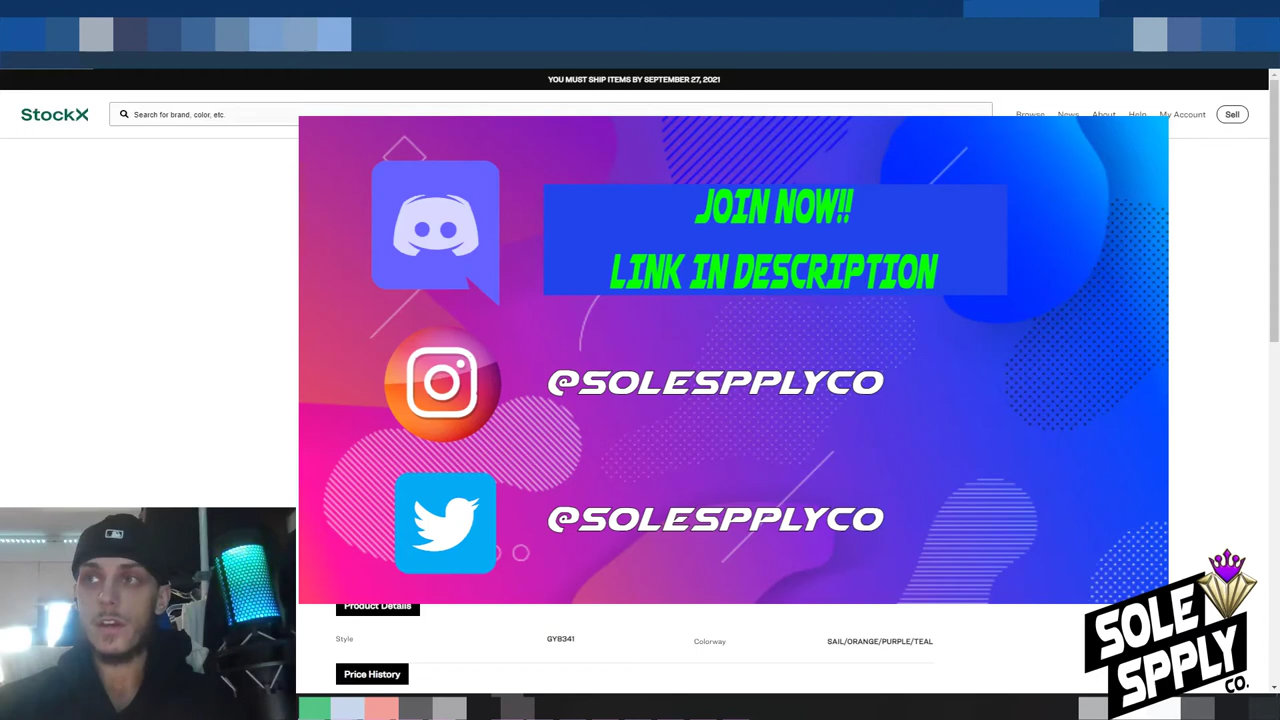 YOU MUST SHIP ITEMS BY SEPTEMBER 27, 2021
StockX
Search for brand, color, etc.
Browse News About Help My Account Sell
JOIN NOW!!
LINK IN DESCRIPTION
@SOLESPPLYCO
@SOLESPPLYCO
Product Details
Style GY8341 Colorway SAIL/ORANGE/PURPLE/TEAL
Price History
SOLE
SPPLY
CO.